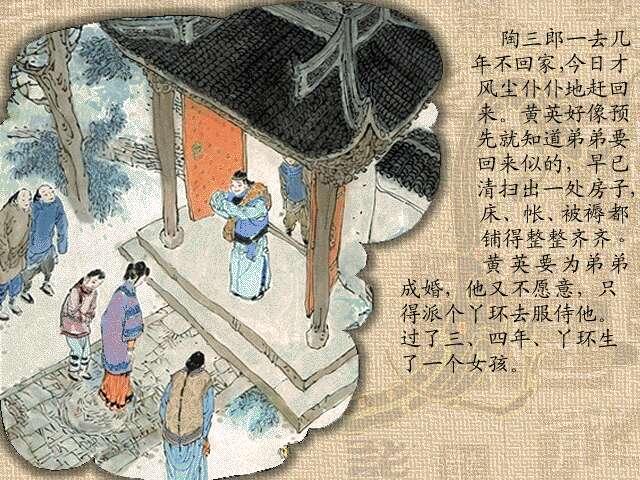 陶三郎一去几
年不回家,今日才
风尘仆仆地赶回
来。黄英好像预
先就知道弟弟要
回来似的，早已
清扫出一处房子,
床、帐、被褥都
铺得整整齐齐。
黄英要为弟弟
成婚，他又不愿意，只
得派个丫环去服侍他。
过了三、四年、丫环生
了一个女孩。